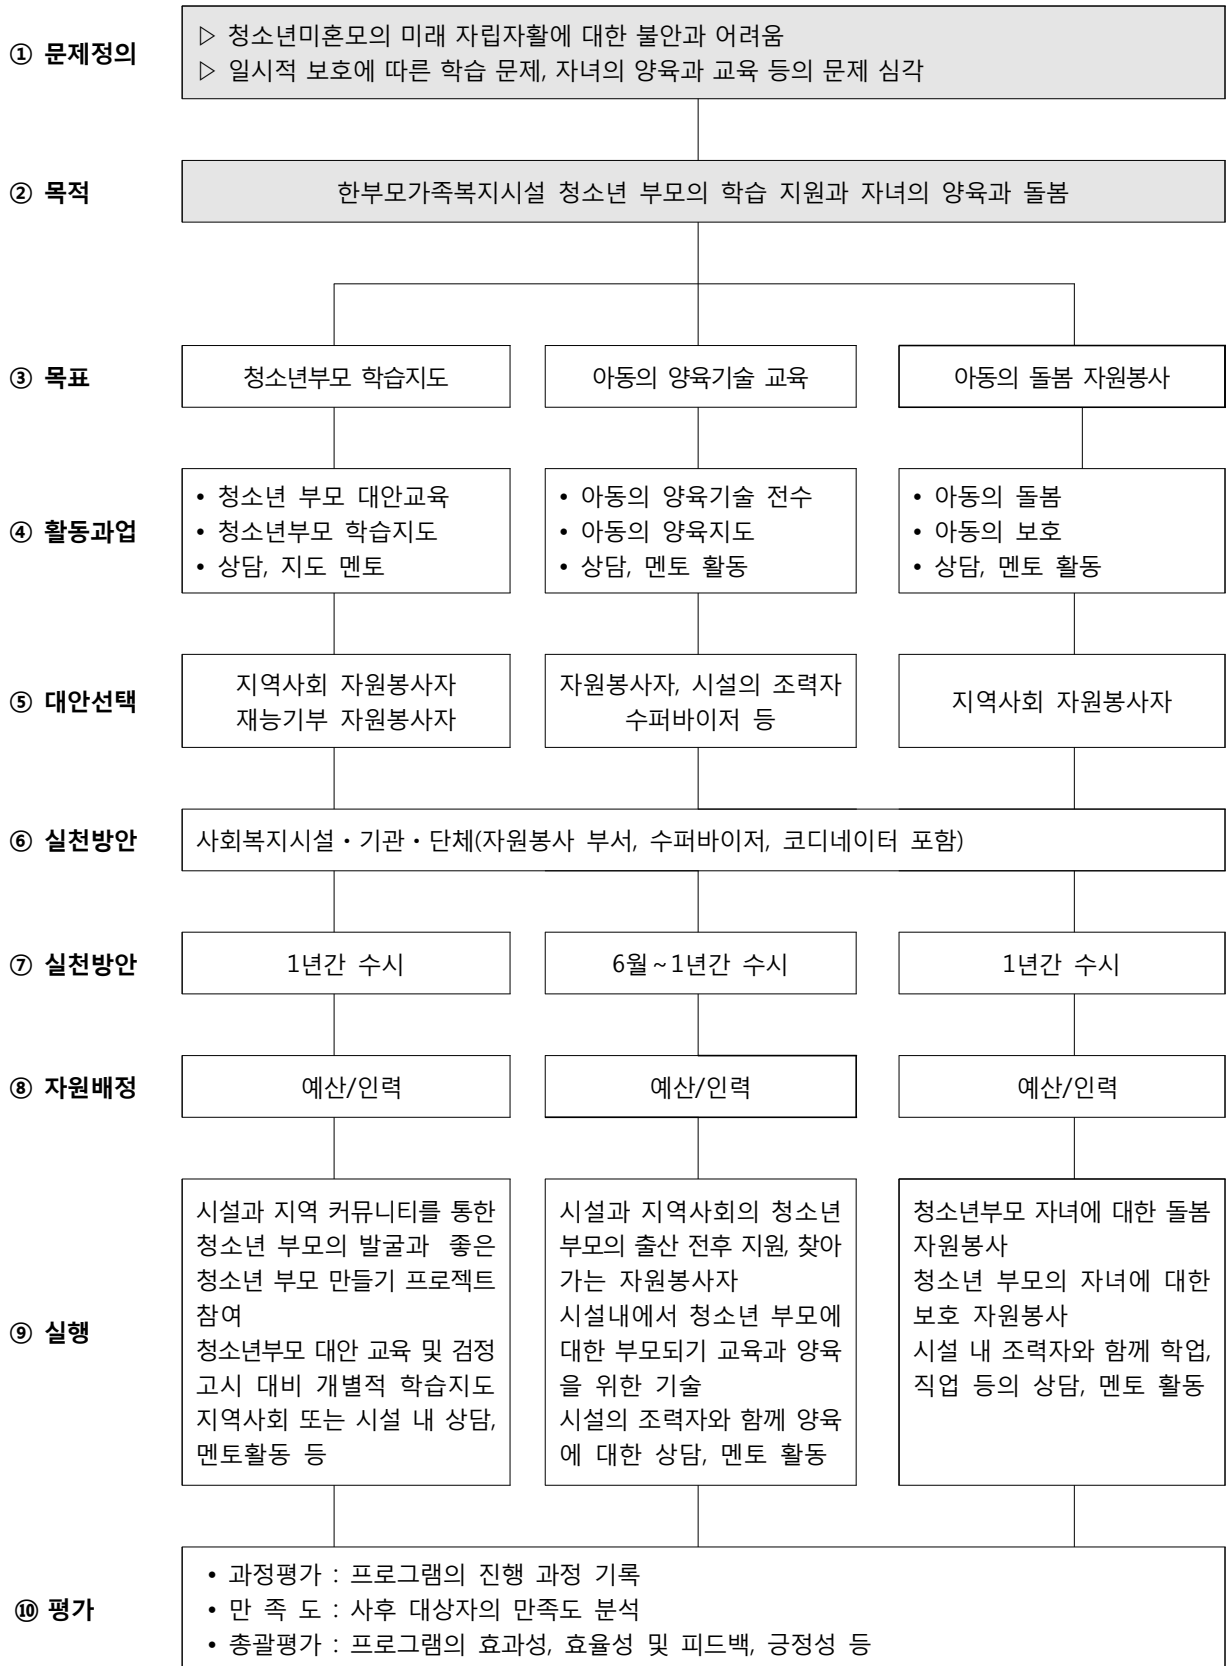 ① 문제정의
▷ 청소년미혼모의 미래 자립자활에 대한 불안과 어려움
▷ 일시적 보호에 따른 학습 문제, 자녀의 양육과 교육 등의 문제 심각
② 목적
한부모가족복지시설 청소년 부모의 학습 지원과 자녀의 양육과 돌봄
③ 목표
청소년부모 학습지도
아동의 양육기술 교육
아동의 돌봄 자원봉사
④ 활동과업
• 청소년 부모 대안교육
• 청소년부모 학습지도
• 상담, 지도 멘토
• 아동의 양육기술 전수
• 아동의 양육지도
• 상담, 멘토 활동
• 아동의 돌봄
• 아동의 보호
• 상담, 멘토 활동
⑤ 대안선택
지역사회 자원봉사자
재능기부 자원봉사자
자원봉사자, 시설의 조력자
수퍼바이저 등
지역사회 자원봉사자
⑥ 실천방안
사회복지시설・기관・단체(자원봉사 부서, 수퍼바이저, 코디네이터 포함)
⑦ 실천방안
1년간 수시
6월~1년간 수시
1년간 수시
⑧ 자원배정
예산/인력
예산/인력
예산/인력
⑨ 실행
시설과 지역 커뮤니티를 통한
청소년 부모의 발굴과 좋은
청소년 부모 만들기 프로젝트
참여
청소년부모 대안 교육 및 검정
고시 대비 개별적 학습지도
지역사회 또는 시설 내 상담,
멘토활동 등
시설과 지역사회의 청소년
부모의 출산 전후 지원, 찾아
가는 자원봉사자
시설내에서 청소년 부모에
대한 부모되기 교육과 양육
을 위한 기술
시설의 조력자와 함께 양육
에 대한 상담, 멘토 활동
청소년부모 자녀에 대한 돌봄
자원봉사
청소년 부모의 자녀에 대한
보호 자원봉사
시설 내 조력자와 함께 학업,
직업 등의 상담, 멘토 활동
⑩ 평가
• 과정평가 : 프로그램의 진행 과정 기록
• 만 족 도 : 사후 대상자의 만족도 분석
• 총괄평가 : 프로그램의 효과성, 효율성 및 피드백, 긍정성 등